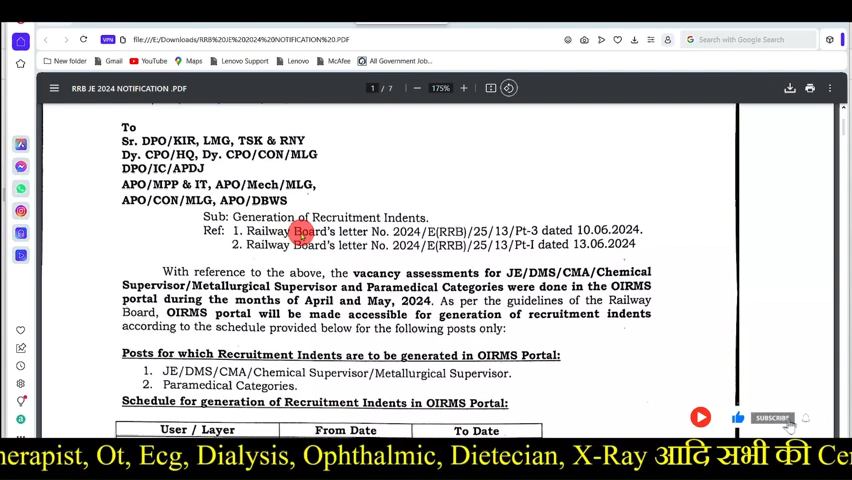 VPN
file:///E:/Downloads/RRB%20JE%202024%20NOTIFICATION%20.PDF
Search with Google Search
New folder
Gmail
YouTube
Maps
Lenovo Support
Lenovo
McAfee
All Government Job...
RRB JE 2024 NOTIFICATION .PDF
1 / 7
175%
To
Sr. DPO/KIR, LMG, TSK & RNY
Dy. CPO/HQ, Dy. CPO/CON/MLG
DPO/IC/APDJ
APO/MPP & IT, APO/Mech/MLG,
APO/CON/MLG, APO/DBWS
Sub: Generation of Recruitment Indents.
Ref: 1. Railway Board's letter No. 2024/E(RRB)/25/13/Pt-3 dated 10.06.2024.
2. Railway Board's letter No. 2024/E(RRB)/25/13/Pt-I dated 13.06.2024
With reference to the above, the vacancy assessments for JE/DMS/CMA/Chemical
Supervisor/Metallurgical Supervisor and Paramedical Categories were done in the OIRMS
portal during the months of April and May, 2024. As per the guidelines of the Railway
Board, OIRMS portal will be made accessible for generation of recruitment indents
according to the schedule provided below for the following posts only:
Posts for which Recruitment Indents are to be generated in OIRMS Portal:
1. JE/DMS/CMA/Chemical Supervisor/Metallurgical Supervisor.
2. Paramedical Categories.
Schedule for generation of Recruitment Indents in OIRMS Portal:
User / Layer From Date To Date
SUBSCRIBE
herapist, Ot, Ecg, Dialysis, Ophthalmic, Dietecian, X-Ray आदि सभी की Cer